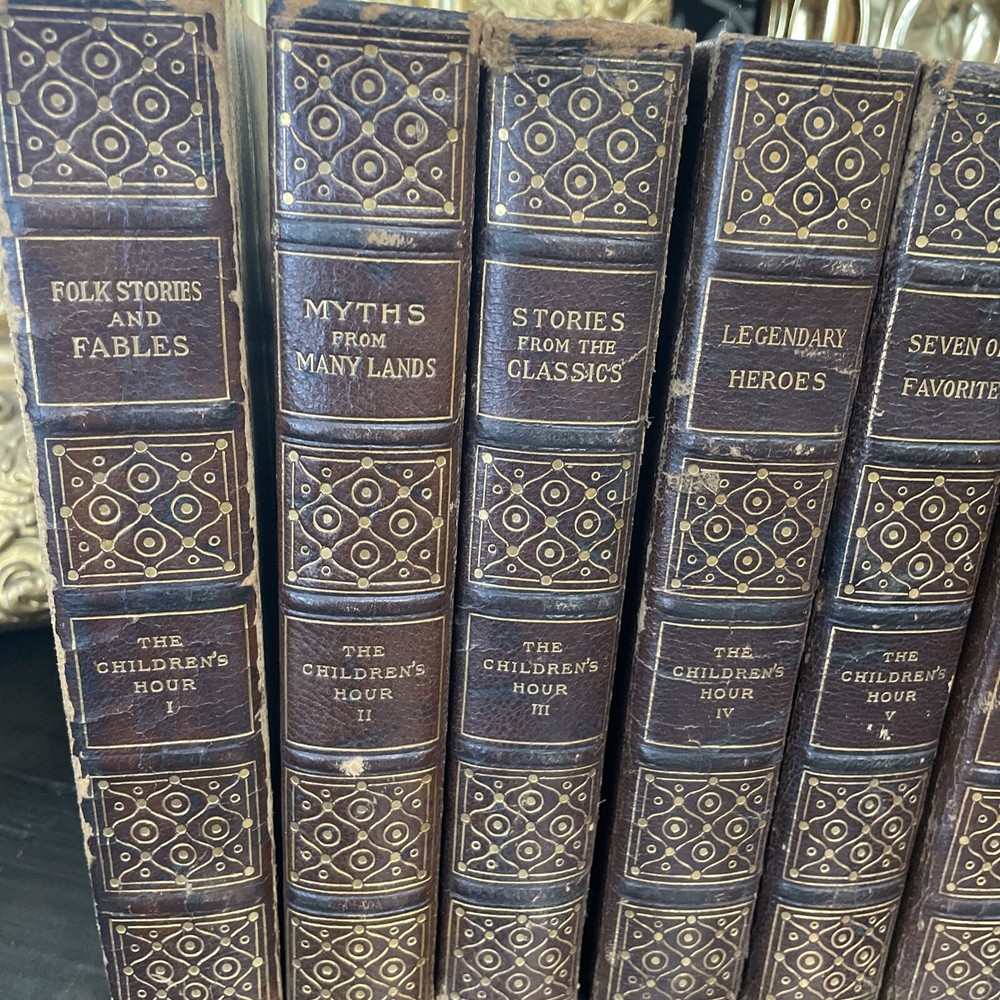 FOLK STORIES
AND
FABLES
THE
CHILDREN'S
HOUR
I
MYTHS
FROM
MANY LANDS
THE
CHILDREN'S
HOUR
II
STORIES
FROM THE
CLASSICS
THE
CHILDREN'S
HOUR
III
LEGENDARY
HEROES
THE
CHILDREN'S
HOUR
IV
SEVEN O
FAVORITE
THE
CHILDREN'S
HOUR
V